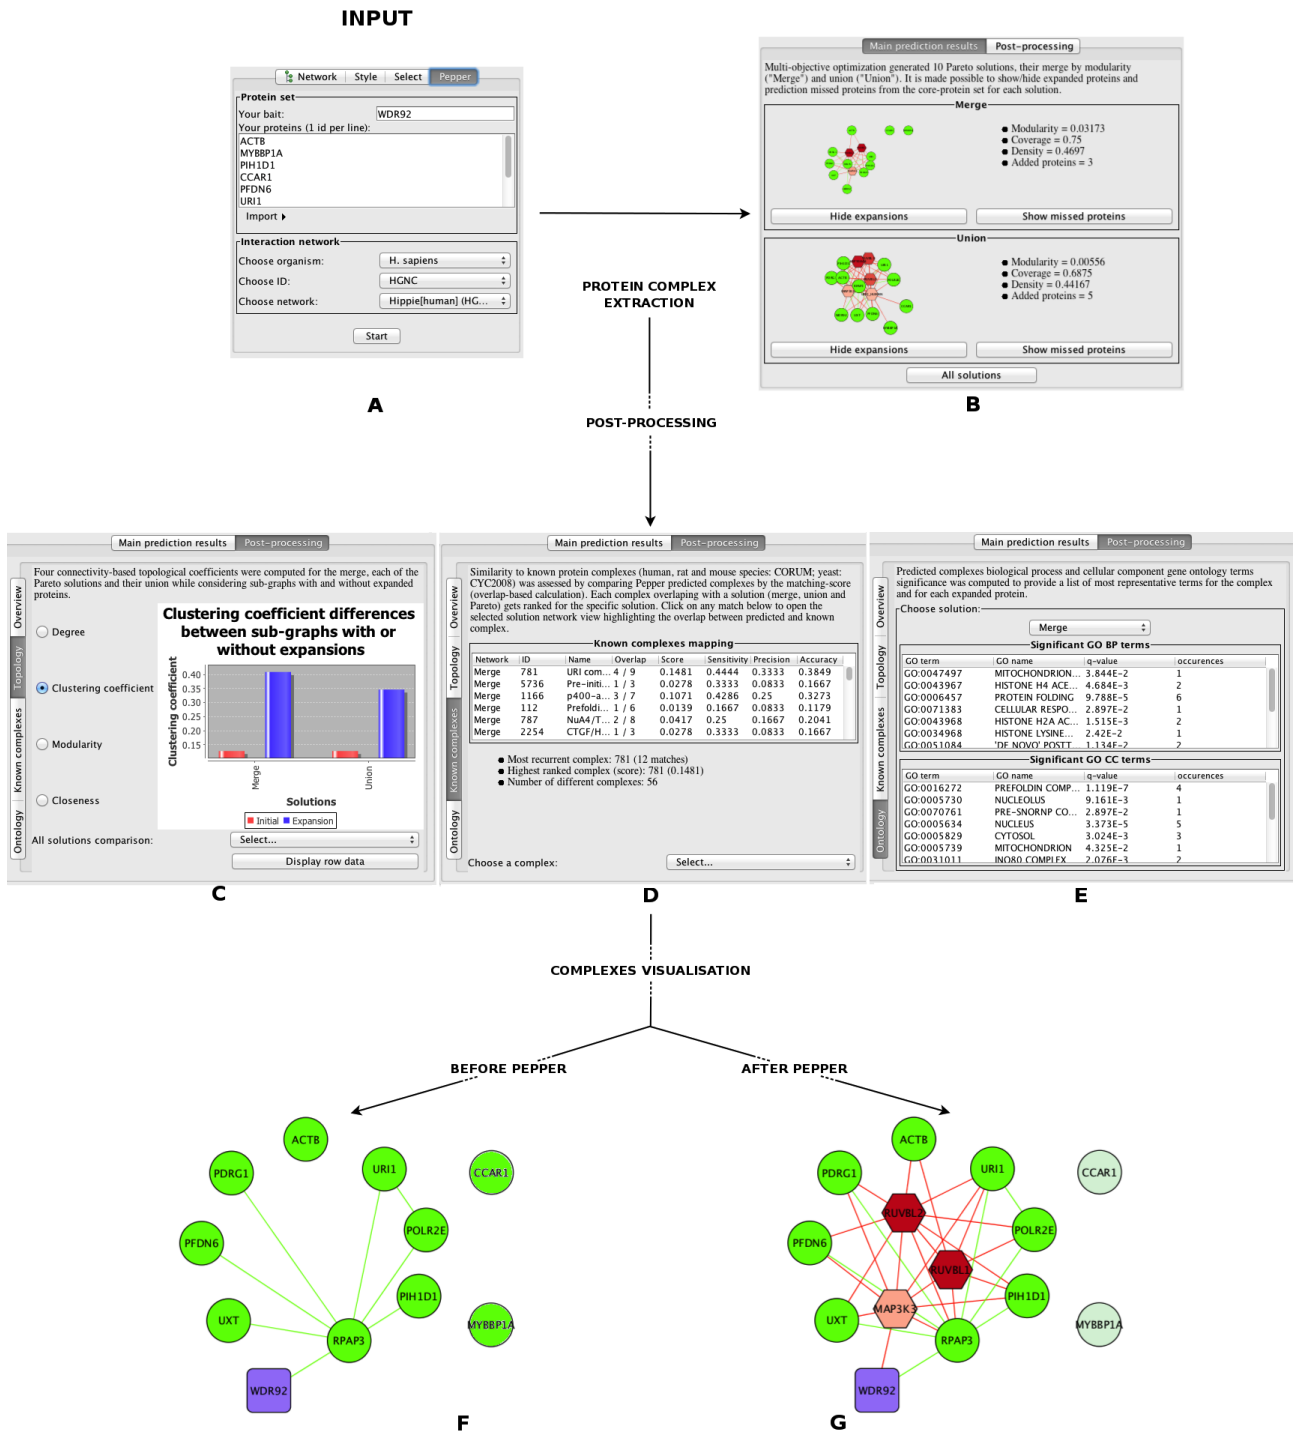 INPUT
Network Style Select Pepper
Protein set
Your bait: WDR92
Your proteins (1 id per line):
ACTB
MYBBP1A
PIH1D1
CCAR1
PFDN6
URI1
Import
Interaction network
Choose organism: H. sapiens
Choose ID: HGNC
Choose network: Hippie[human] (HG...
Start
A
PROTEIN COMPLEX
EXTRACTION
Main prediction results Post-processing
Multi-objective optimization generated 10 Pareto solutions, their merge by modularity
("Merge") and union ("Union"). It is made possible to show/hide expanded proteins and
prediction missed proteins from the core-protein set for each solution.
Merge
Modularity = 0.03173
Coverage = 0.75
Density = 0.4697
Added proteins = 3
Hide expansions Show missed proteins
Union
Modularity = 0.00556
Coverage = 0.6875
Density = 0.44167
Added proteins = 5
Hide expansions Show missed proteins
All solutions
B
POST-PROCESSING
Main prediction results Post-processing
Overview
Topology
Known complexes
Ontology
Four connectivity-based topological coefficients were computed for the merge, each of the
Pareto solutions and their union while considering sub-graphs with and without expanded
proteins.
Degree
Clustering coefficient
Modularity
Closeness
Clustering coefficient differences
between sub-graphs with or
without expansions
Clustering coefficient
0.40
0.35
0.30
0.25
0.20
0.15
Merge
Union
Solutions
Initial Expansion
All solutions comparison: Select...
Display row data
C
Main prediction results Post-processing
Overview
Topology
Known complexes
Ontology
Similarity to known protein complexes (human, rat and mouse species: CORUM; yeast:
CYC2008) was assessed by comparing Pepper predicted complexes by the matching-score
(overlap-based calculation). Each complex overlapping with a solution (merge, union and
Pareto) gets ranked for the specific solution. Click on any match below to open the
selected solution network view highlighting the overlap between predicted and known
complex.
Known complexes mapping
Network ID Name Overlap Score Sensitivity Precision Accuracy
Merge 781 URI com... 4 / 9 0.1481 0.4444 0.3333 0.3849
Merge 5736 Pre-initi... 1 / 3 0.0278 0.3333 0.0833 0.1667
Merge 1166 p400-a... 3 / 7 0.1071 0.4286 0.25 0.3273
Merge 112 Prefoldi... 1 / 6 0.0139 0.1667 0.0833 0.1179
Merge 787 NuA4/T... 2 / 8 0.0417 0.25 0.1667 0.2041
Merge 2254 CTGF/H... 1 / 3 0.0278 0.3333 0.0833 0.1667
Most recurrent complex: 781 (12 matches)
Highest ranked complex (score): 781 (0.1481)
Number of different complexes: 56
Choose a complex: Select...
D
Main prediction results Post-processing
Overview
Topology
Known complexes
Ontology
Predicted complexes biological process and cellular component gene ontology terms
significance was computed to provide a list of most representative terms for the complex
and for each expanded protein.
Choose solution:
Merge
Significant GO BP terms
GO term GO name q-value occurences
GO:0047497 MITOCHONDRION... 3.844E-2 1
GO:0043967 HISTONE H4 ACE... 4.684E-3 2
GO:0006457 PROTEIN FOLDING 9.788E-5 6
GO:0071383 CELLULAR RESPO... 2.897E-2 1
GO:0043968 HISTONE H2A AC... 1.515E-3 2
GO:0034968 HISTONE LYSINE... 2.42E-2 1
GO:0051084 'DE NOVO' POSTT... 1.134E-2 2
Significant GO CC terms
GO term GO name q-value occurences
GO:0016272 PREFOLDIN COMP... 1.119E-7 4
GO:0005730 NUCLEOLUS 9.161E-3 1
GO:0070761 PRE-SNORNP CO... 2.897E-2 1
GO:0005634 NUCLEUS 3.373E-5 5
GO:0005829 CYTOSOL 3.024E-3 3
GO:0005739 MITOCHONDRION 4.325E-2 1
GO:0031011 INO80 COMPLEX 2.076E-3 2
E
COMPLEXES VISUALISATION
BEFORE PEPPER
AFTER PEPPER
ACTB
PDRG1
URI1
CCAR1
PFDN6
POLR2E
PIH1D1
UXT
RPAP3
MYBBP1A
WDR92
F
ACTB
PDRG1
URI1
CCAR1
RUVBL2
PFDN6
POLR2E
RUVBL1
PIH1D1
MAP3K3
UXT
RPAP3
MYBBP1A
WDR92
G